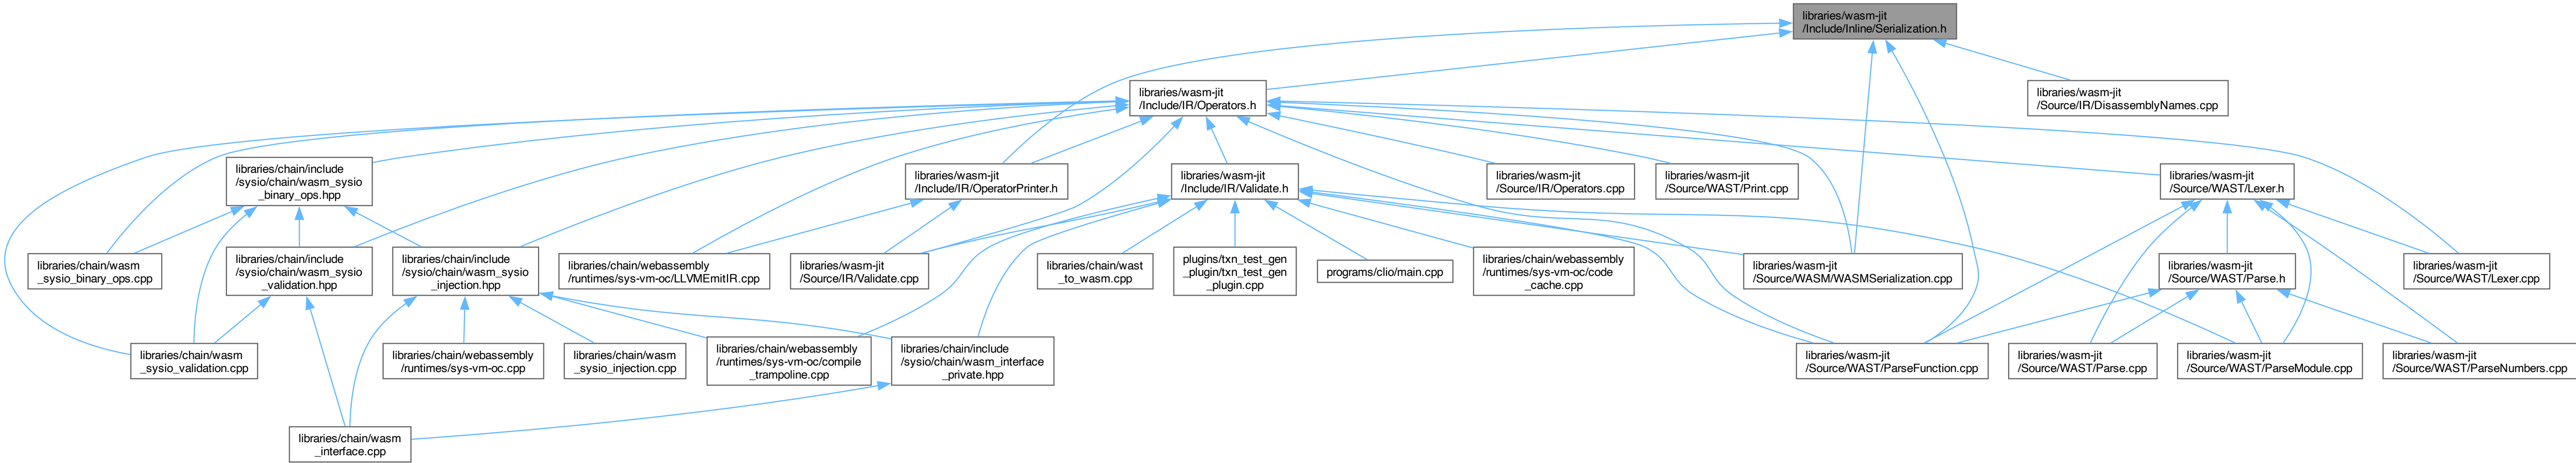 libraries/wasm-jit
/Include/Inline/Serialization.h
libraries/wasm-jit
/Include/IR/Operators.h
libraries/wasm-jit
/Source/IR/DisassemblyNames.cpp
libraries/chain/include
/sysio/chain/wasm_sysio
_binary_ops.hpp
libraries/wasm-jit
/Include/IR/OperatorPrinter.h
libraries/wasm-jit
/Include/IR/Validate.h
libraries/wasm-jit
/Source/IR/Operators.cpp
libraries/wasm-jit
/Source/WAST/Print.cpp
libraries/wasm-jit
/Source/WAST/Lexer.h
libraries/chain/wasm
_sysio_binary_ops.cpp
libraries/chain/include
/sysio/chain/wasm_sysio
_validation.hpp
libraries/chain/include
/sysio/chain/wasm_sysio
_injection.hpp
libraries/chain/webassembly
/runtimes/sys-vm-oc/LLVMEmitIR.cpp
libraries/wasm-jit
/Source/IR/Validate.cpp
libraries/chain/wast
_to_wasm.cpp
plugins/txn_test_gen
_plugin/txn_test_gen
_plugin.cpp
programs/clio/main.cpp
libraries/chain/webassembly
/runtimes/sys-vm-oc/code
_cache.cpp
libraries/wasm-jit
/Source/WASM/WASMSerialization.cpp
libraries/wasm-jit
/Source/WAST/Parse.h
libraries/wasm-jit
/Source/WAST/Lexer.cpp
libraries/chain/wasm
_sysio_validation.cpp
libraries/chain/webassembly
/runtimes/sys-vm-oc.cpp
libraries/chain/wasm
_sysio_injection.cpp
libraries/chain/webassembly
/runtimes/sys-vm-oc/compile
_trampoline.cpp
libraries/chain/include
/sysio/chain/wasm_interface
_private.hpp
libraries/wasm-jit
/Source/WAST/ParseFunction.cpp
libraries/wasm-jit
/Source/WAST/Parse.cpp
libraries/wasm-jit
/Source/WAST/ParseModule.cpp
libraries/wasm-jit
/Source/WAST/ParseNumbers.cpp
libraries/chain/wasm
_interface.cpp